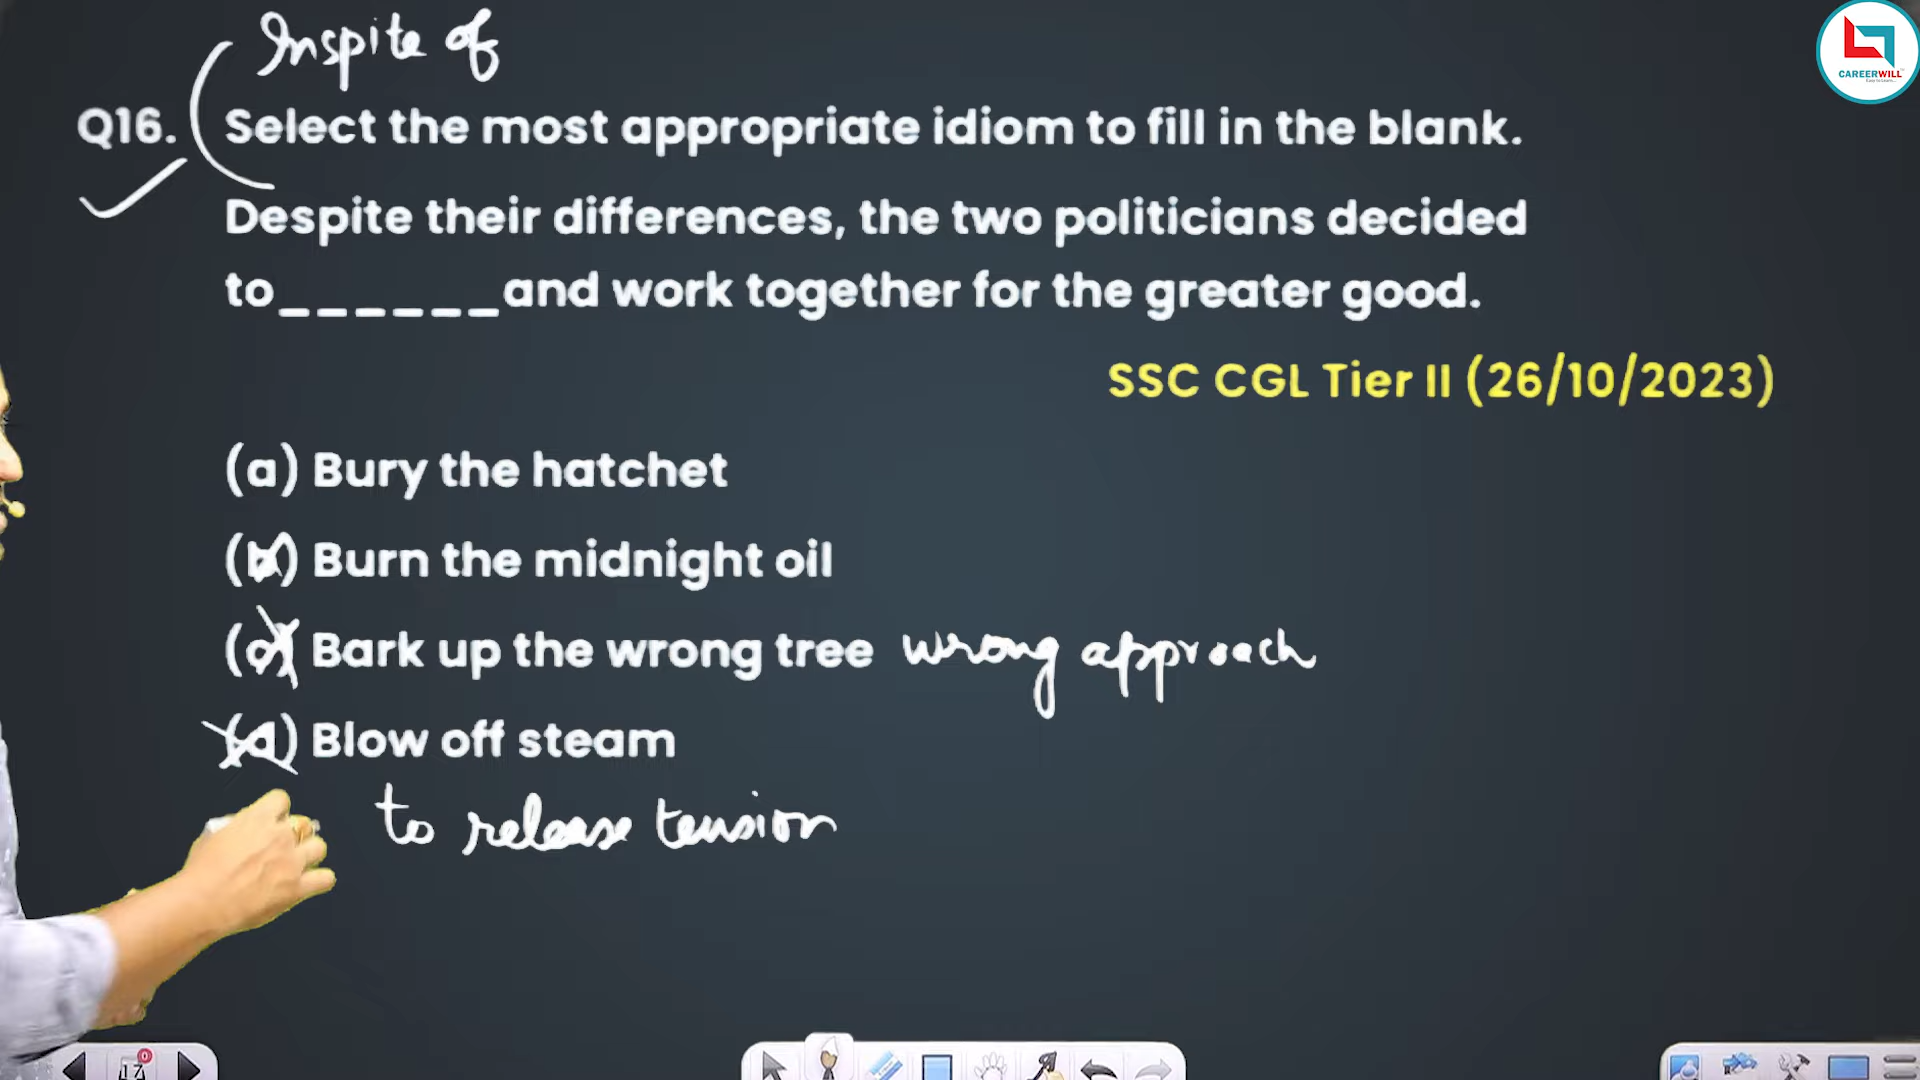 Inspite of
CAREERWILL
Q16. Select the most appropriate idiom to fill in the blank.
Despite their differences, the two politicians decided
to______and work together for the greater good.
SSC CGL Tier II (26/10/2023)
(a) Bury the hatchet
(b) Burn the midnight oil
(c) Bark up the wrong tree wrong approach
(d) Blow off steam
to release tension
17
0